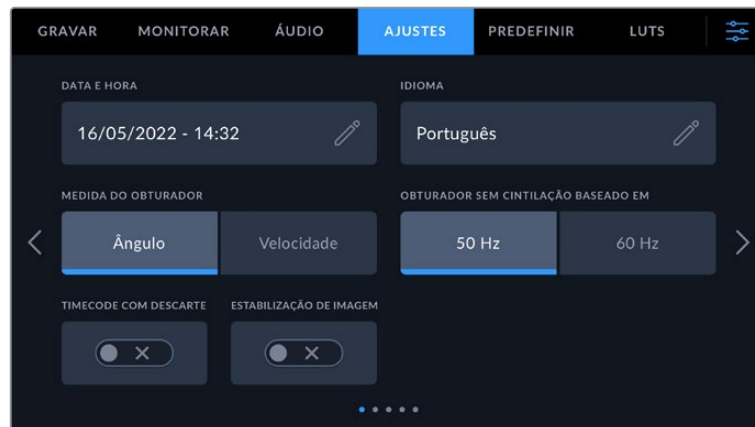 GRAVAR MONITORAR ÁUDIO AJUSTES PREDEFINIR LUTS
DATA E HORA IDIOMA
16/05/2022 - 14:32 Português
MEDIDA DO OBTURADOR OBTURADOR SEM CINTILAÇÃO BASEADO EM
Ângulo Velocidade 50 Hz 60 Hz
TIMECODE COM DESCARTE ESTABILIZAÇÃO DE IMAGEM